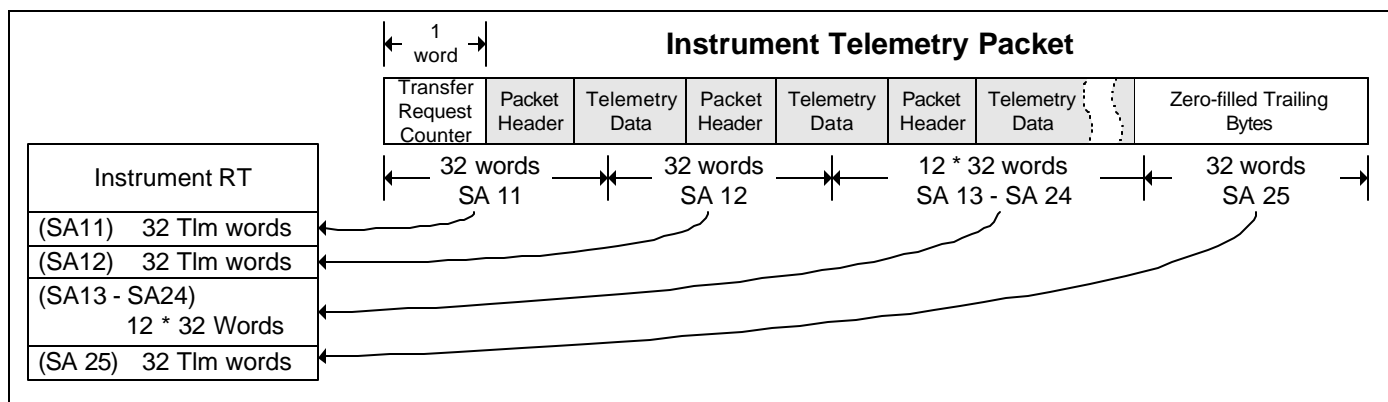 1
word
Instrument Telemetry Packet
Transfer
Request
Counter
Packet
Header
Telemetry
Data
Packet
Header
Telemetry
Data
Packet
Header
Telemetry
Data
Zero-filled Trailing
Bytes
32 words
SA 11
32 words
SA 12
12 * 32 words
SA 13 - SA 24
32 words
SA 25
Instrument RT
(SA11) 32 Tlm words
(SA12) 32 Tlm words
(SA13 - SA24)
12 * 32 Words
(SA 25) 32 Tlm words